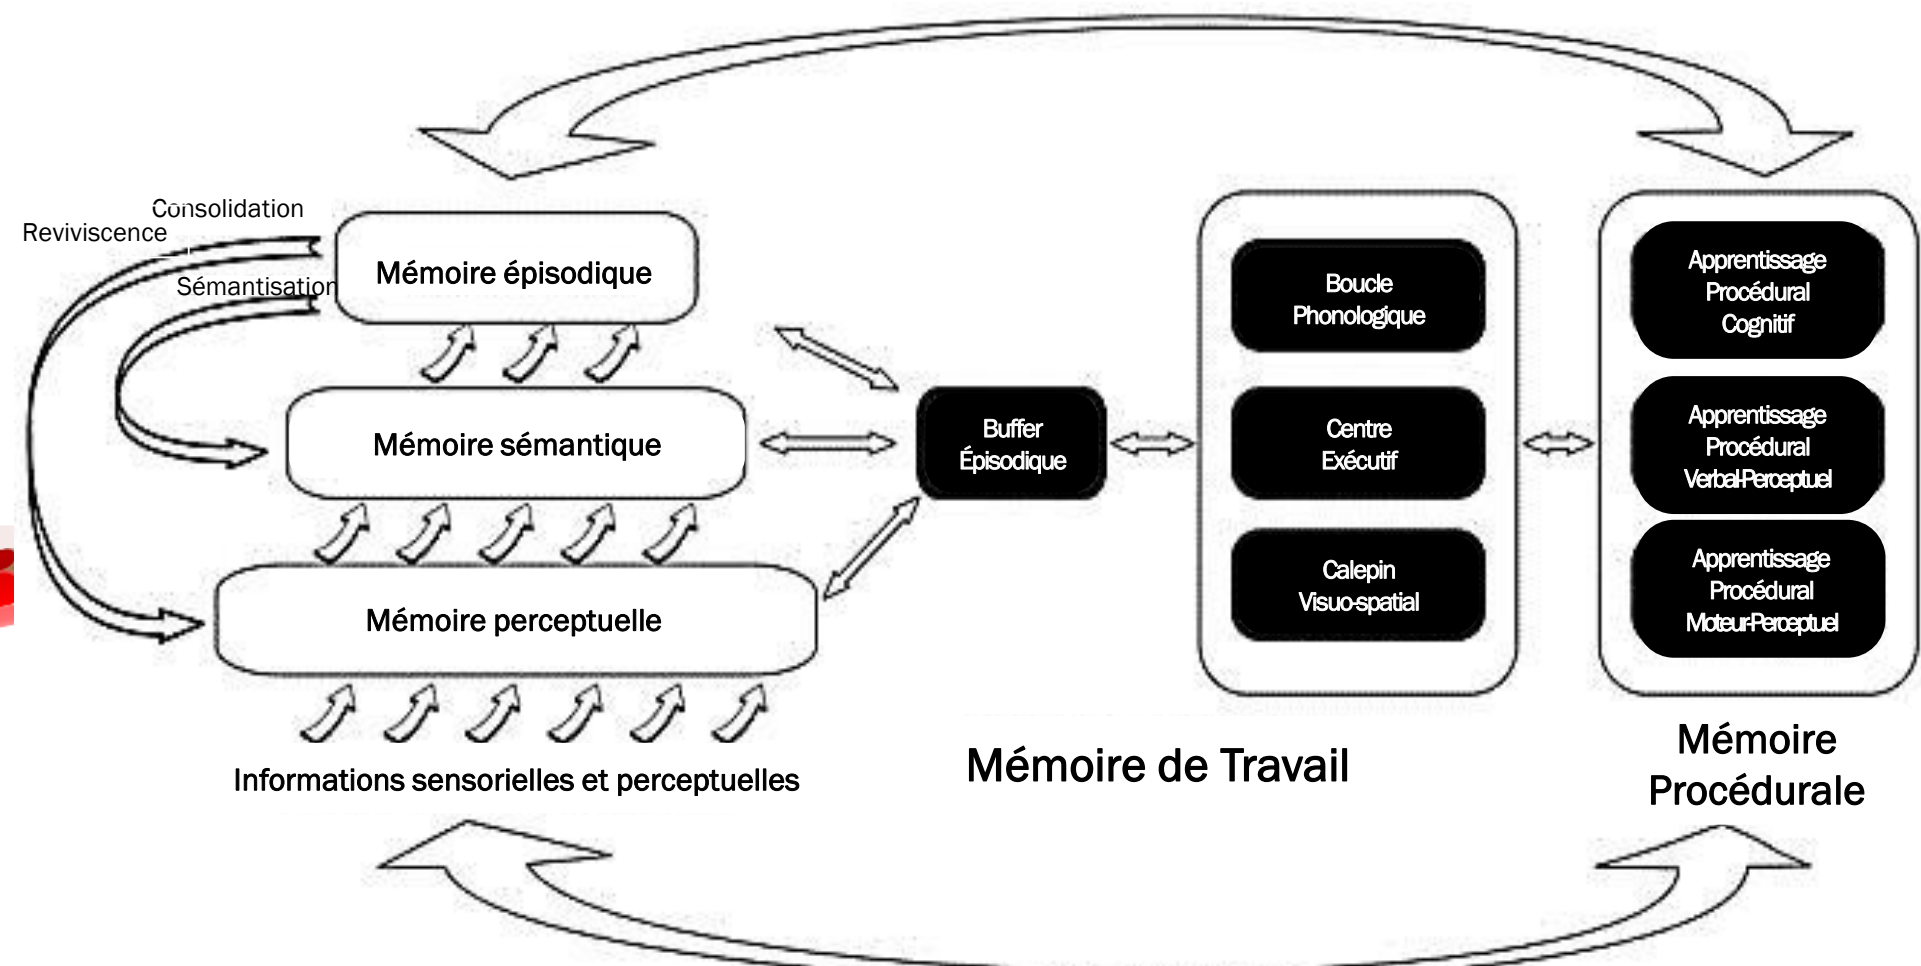 Consolidation
Reviviscence
Sémantisation
Mémoire épisodique
Mémoire sémantique
Mémoire perceptuelle
Informations sensorielles et perceptuelles
Buffer
Épisodique
Boucle
Phonologique
Centre
Exécutif
Calepin
Visuo-spatial
Mémoire de Travail
Apprentissage
Procédural
Cognitif
Apprentissage
Procédural
Verbal-Perceptuel
Apprentissage
Procédural
Moteur-Perceptuel
Mémoire
Procédurale